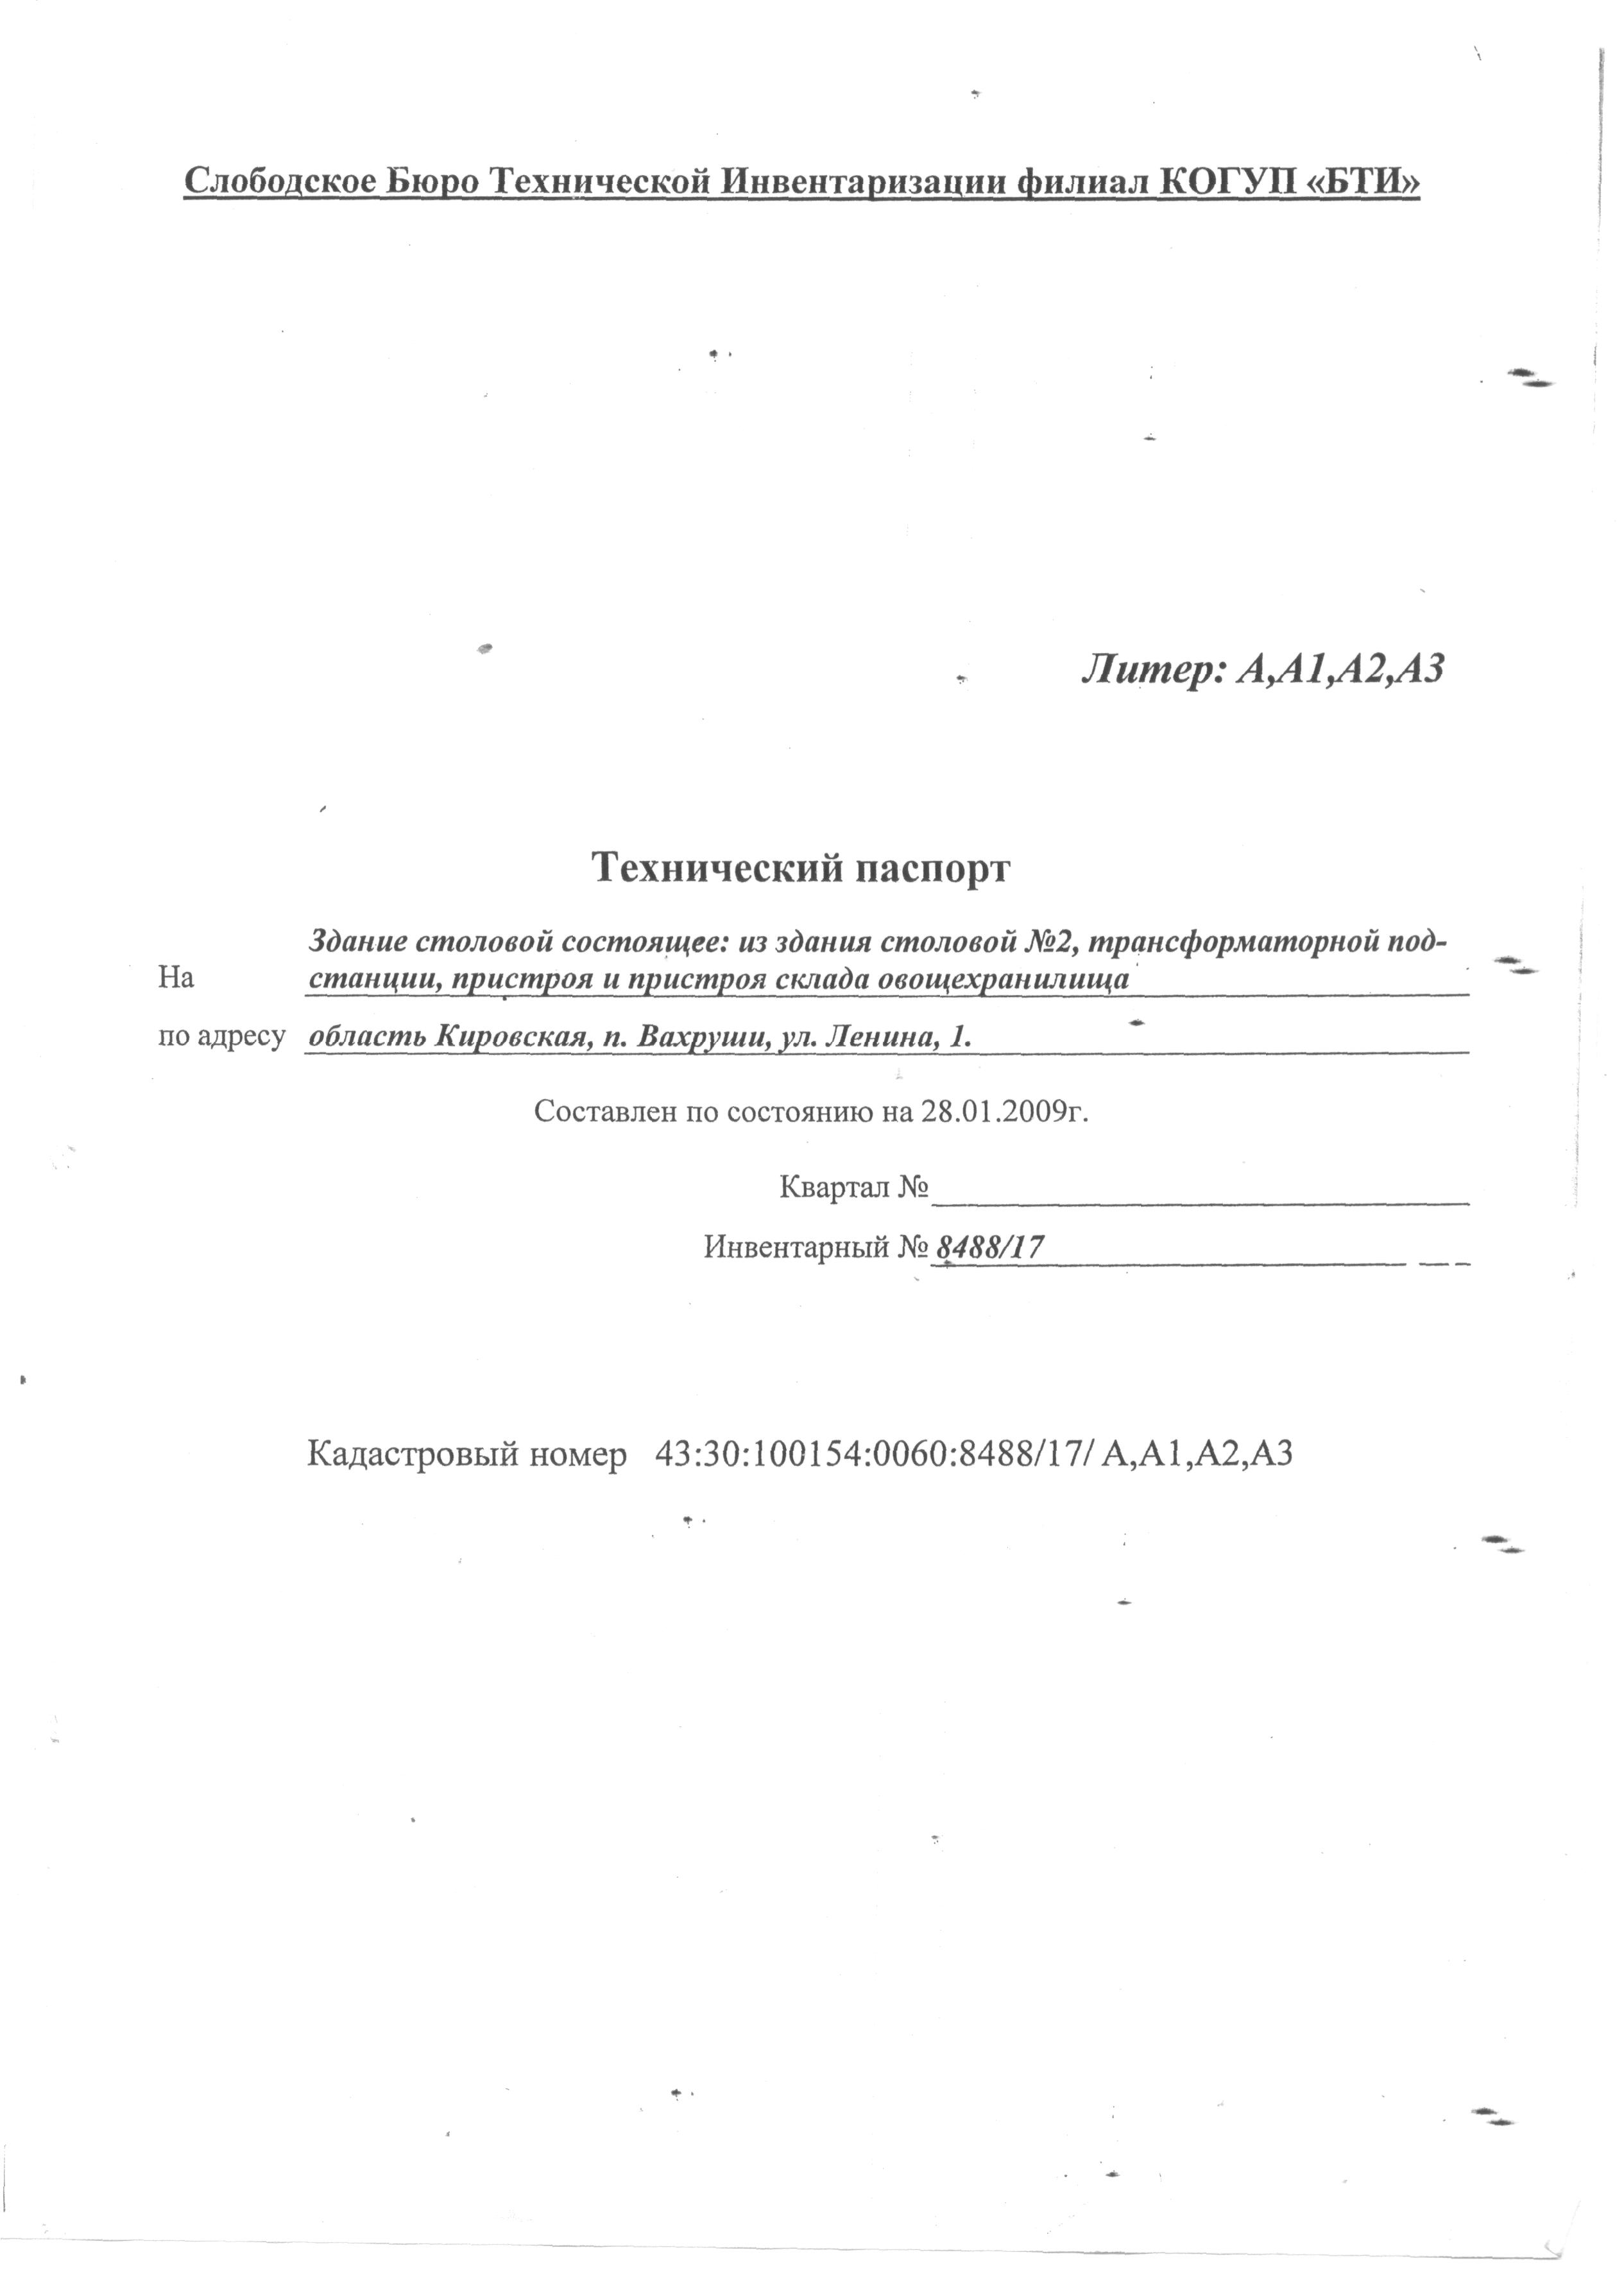 Слободское Бюро Технической Инвентаризации филиал КОГУП «БТИ»
Литер: А,А1,А2,А3
Технический паспорт
Здание столовой состоящее: из здания столовой №2, трансформаторной под-
На станции, пристроя и пристроя склада овощехранилища
по адресу область Кировская, п. Вахруши, ул. Ленина, 1.
Составлен по состоянию на 28.01.2009г.
Квартал №
Инвентарный № 8488/17
Кадастровый номер 43:30:100154:0060:8488/17/ А,А1,А2,А3